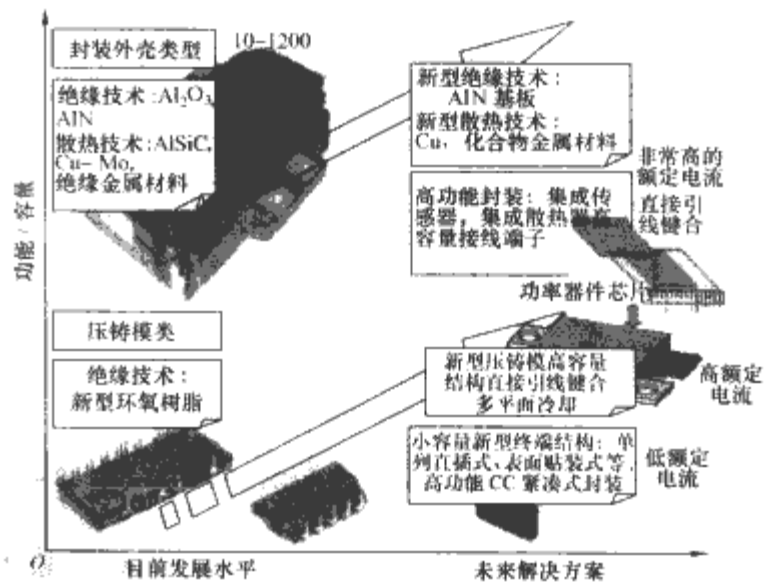 封装外壳类型
10-1200
绝缘技术:Al₂O₃,
AlN
散热技术:AlSiC,
Cu-Mo,
绝缘金属材料
新型绝缘技术:
AlN 基板
新型散热技术:
Cu, 化合物金属材料
非常高的
额定电流
高功能封装: 集成传
感器, 集成散热器高
容量接线端子
直接引
线键合
功率器件芯片
功能/容量
压铸模类
绝缘技术:
新型环氧树脂
新型压铸模高容量
结构直接引线键合
多平面冷却
高额定
电流
小容量新型终端结构: 单
列直插式、表面贴装式等,
高功能 CC 紧凑式封装
低额定
电流
O
目前发展水平
未来解决方案